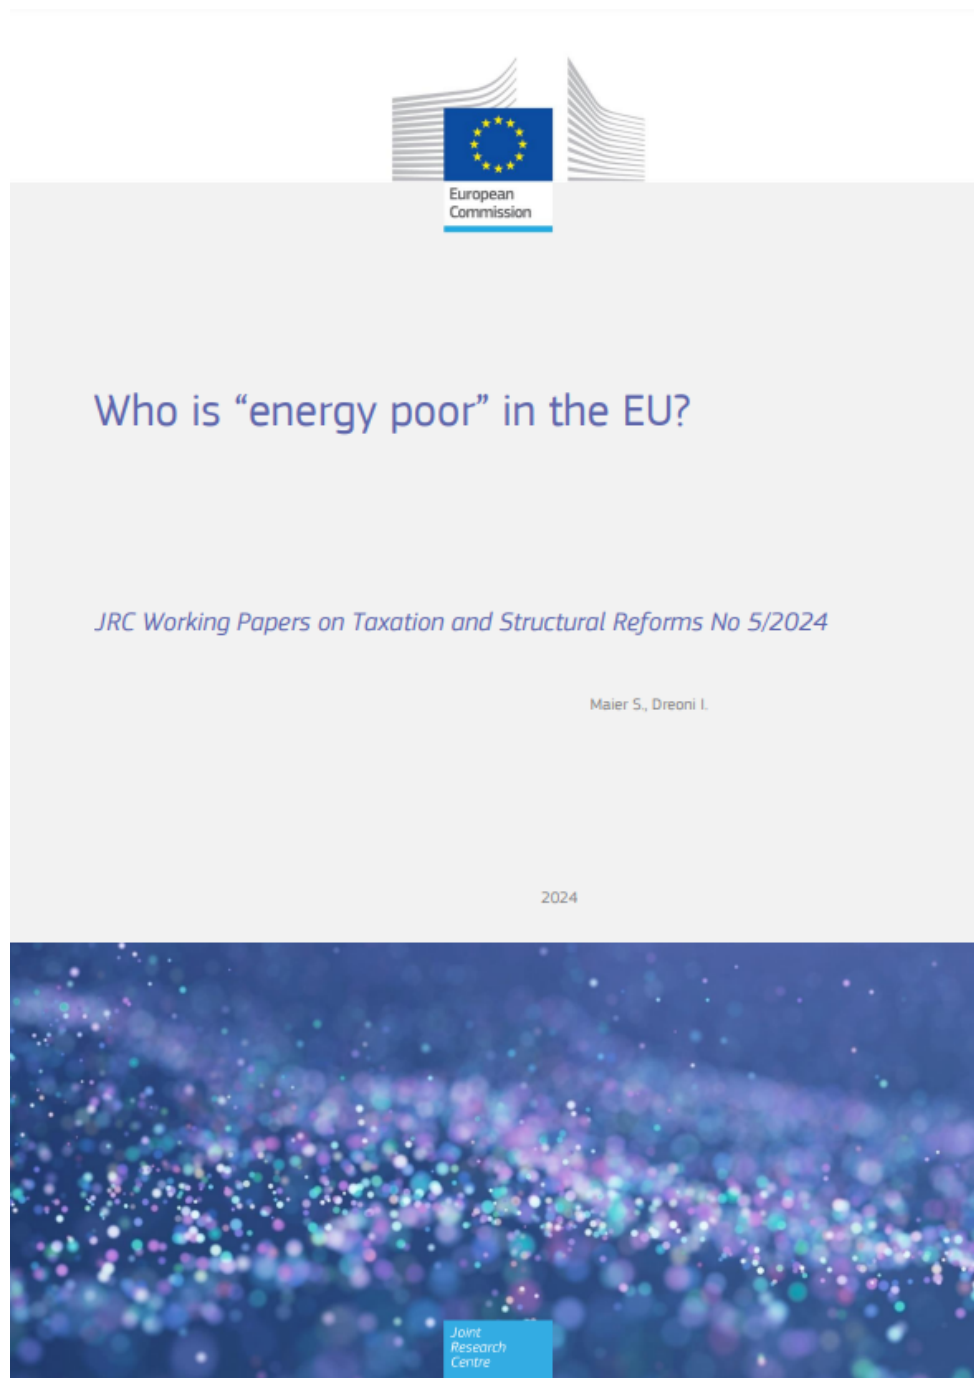 European
Commission
Who is “energy poor” in the EU?
JRC Working Papers on Taxation and Structural Reforms No 5/2024
Maier S., Dreoni I.
2024
Joint
Research
Centre